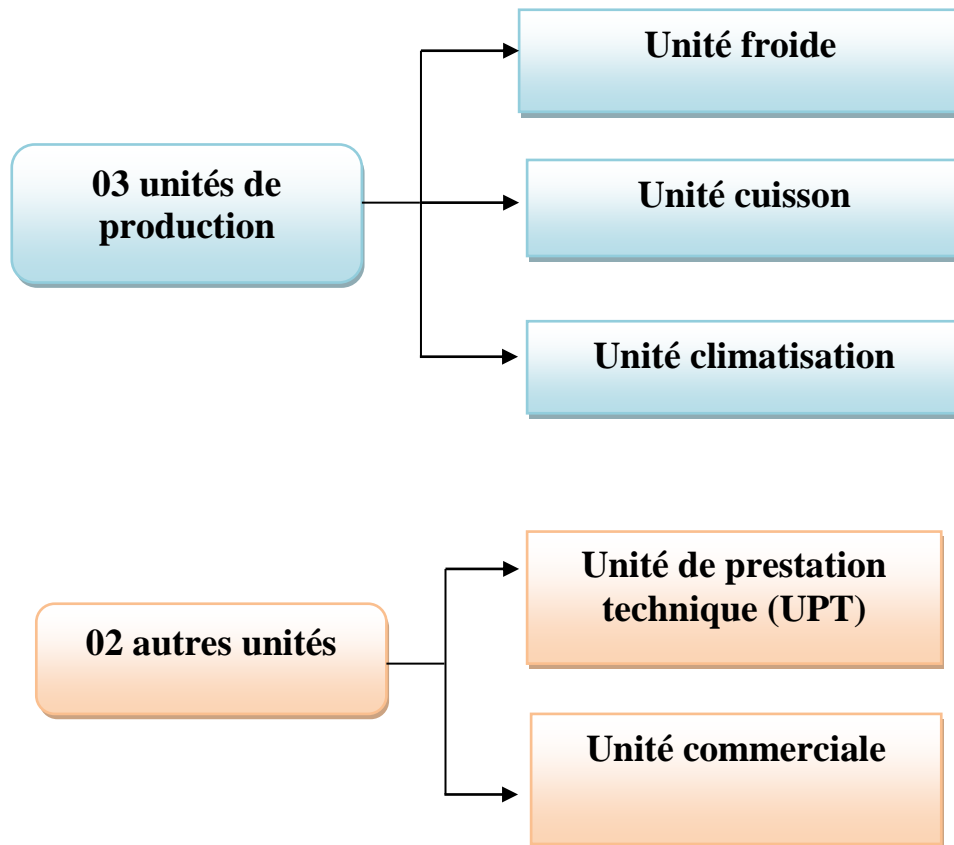 03 unités de
production
Unité froide
Unité cuisson
Unité climatisation
02 autres unités
Unité de prestation
technique (UPT)
Unité commerciale